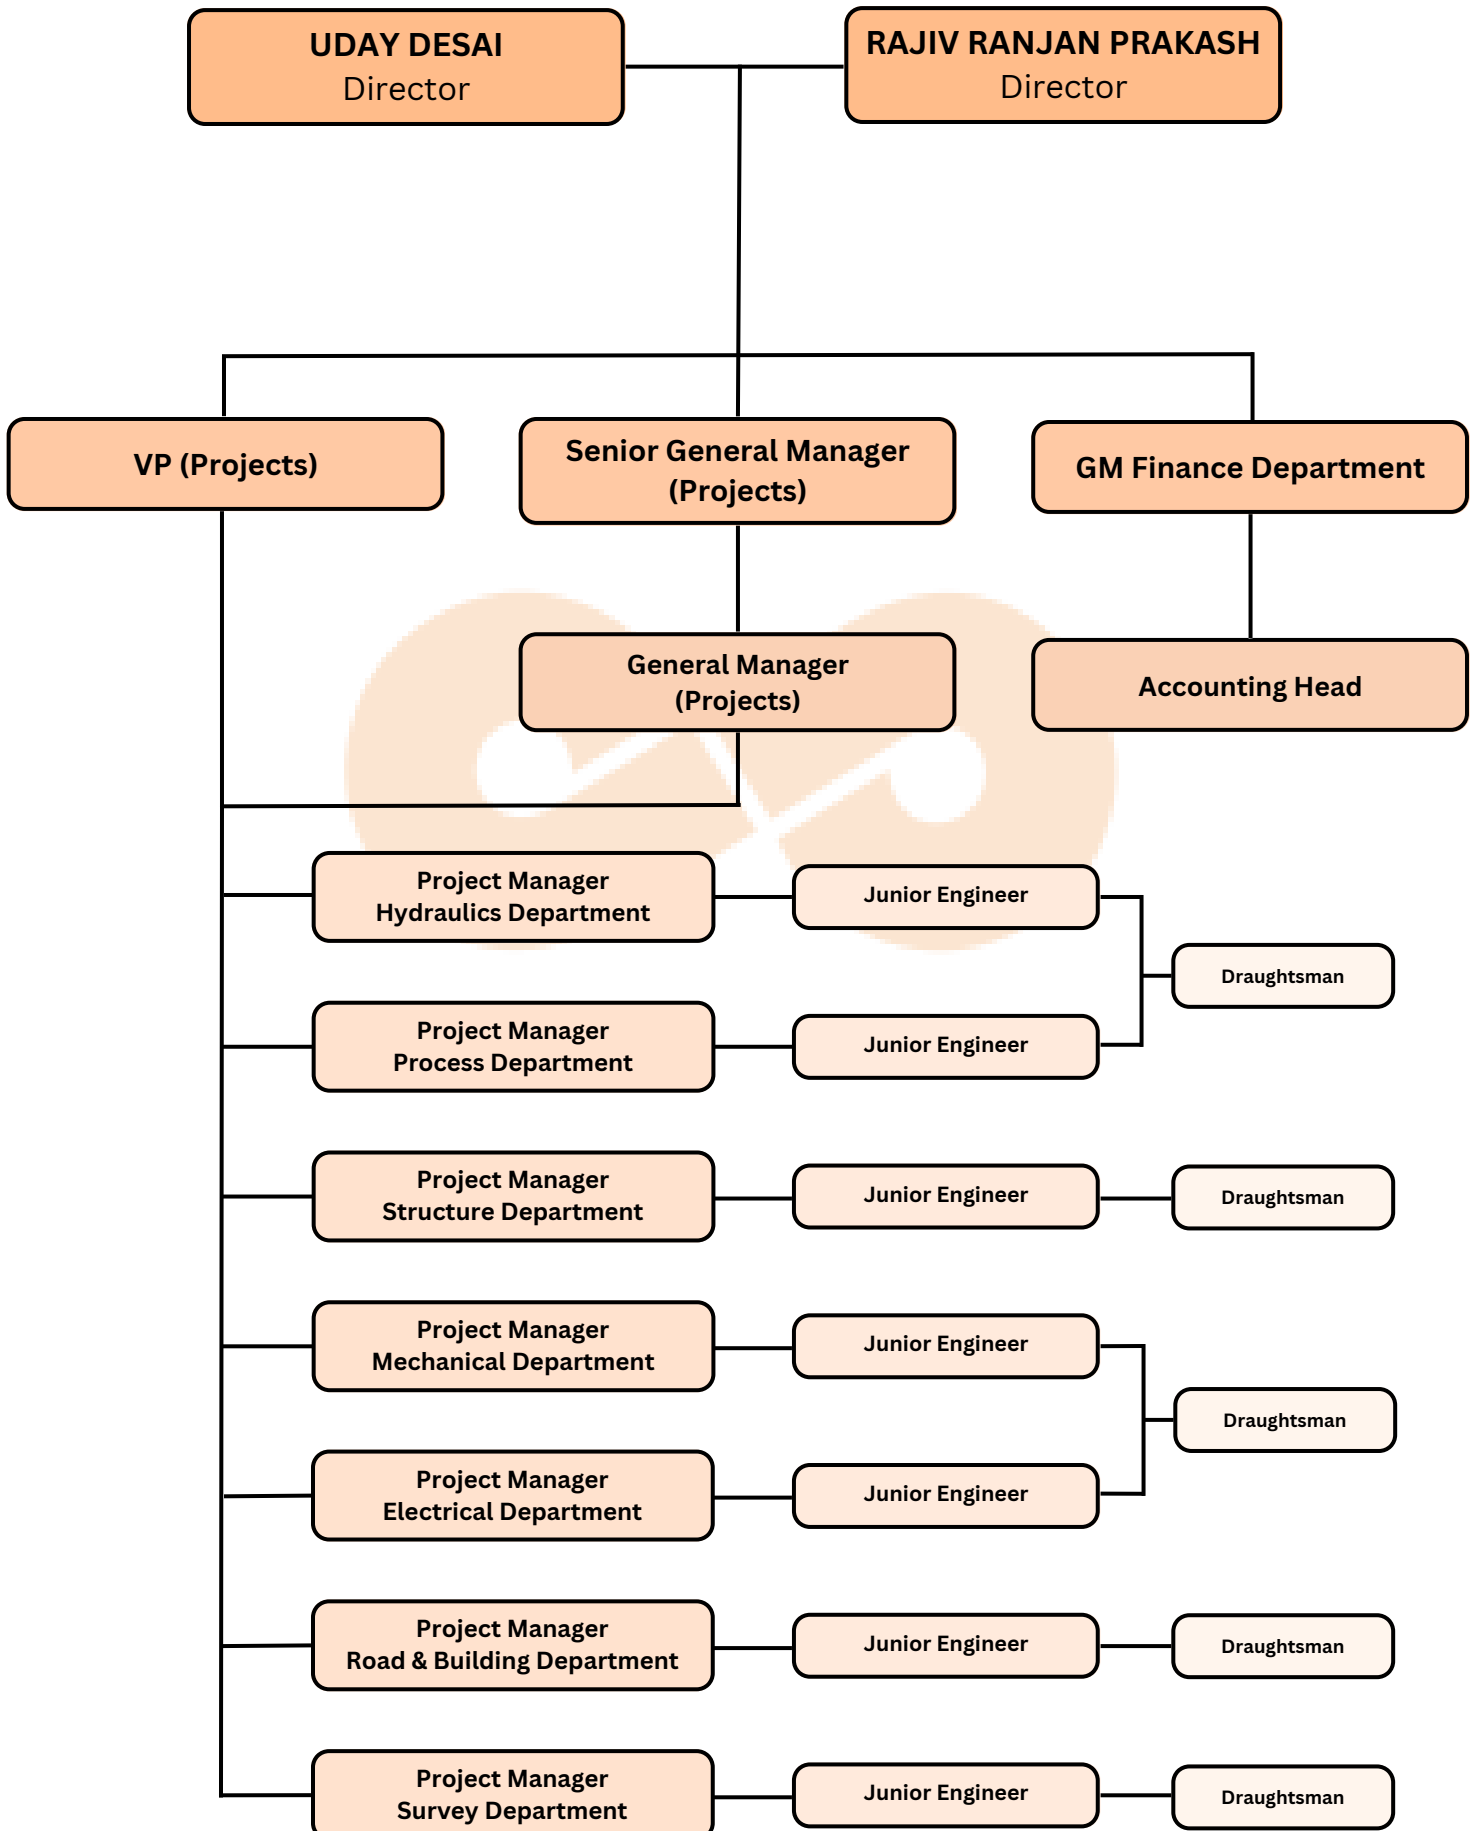 UDAY DESAI
Director
RAJIV RANJAN PRAKASH
Director
VP (Projects)
Senior General Manager
(Projects)
GM Finance Department
General Manager
(Projects)
Accounting Head
Project Manager
Hydraulics Department
Junior Engineer
Draughtsman
Project Manager
Process Department
Junior Engineer
Project Manager
Structure Department
Junior Engineer
Draughtsman
Project Manager
Mechanical Department
Junior Engineer
Draughtsman
Project Manager
Electrical Department
Junior Engineer
Project Manager
Road & Building Department
Junior Engineer
Draughtsman
Project Manager
Survey Department
Junior Engineer
Draughtsman